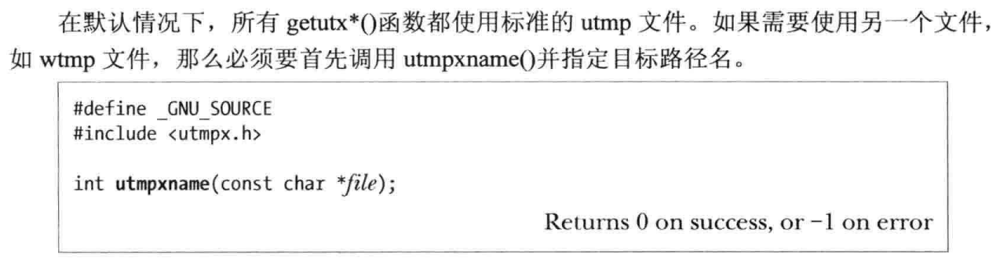 在默认情况下，所有 getutx*()函数都使用标准的 utmp 文件。如果需要使用另一个文件，
如 wtmp 文件，那么必须要首先调用 utmpxname()并指定目标路径名。
#define _GNU_SOURCE
#include <utmpx.h>
int utmpxname(const char *file);
Returns 0 on success, or −1 on error